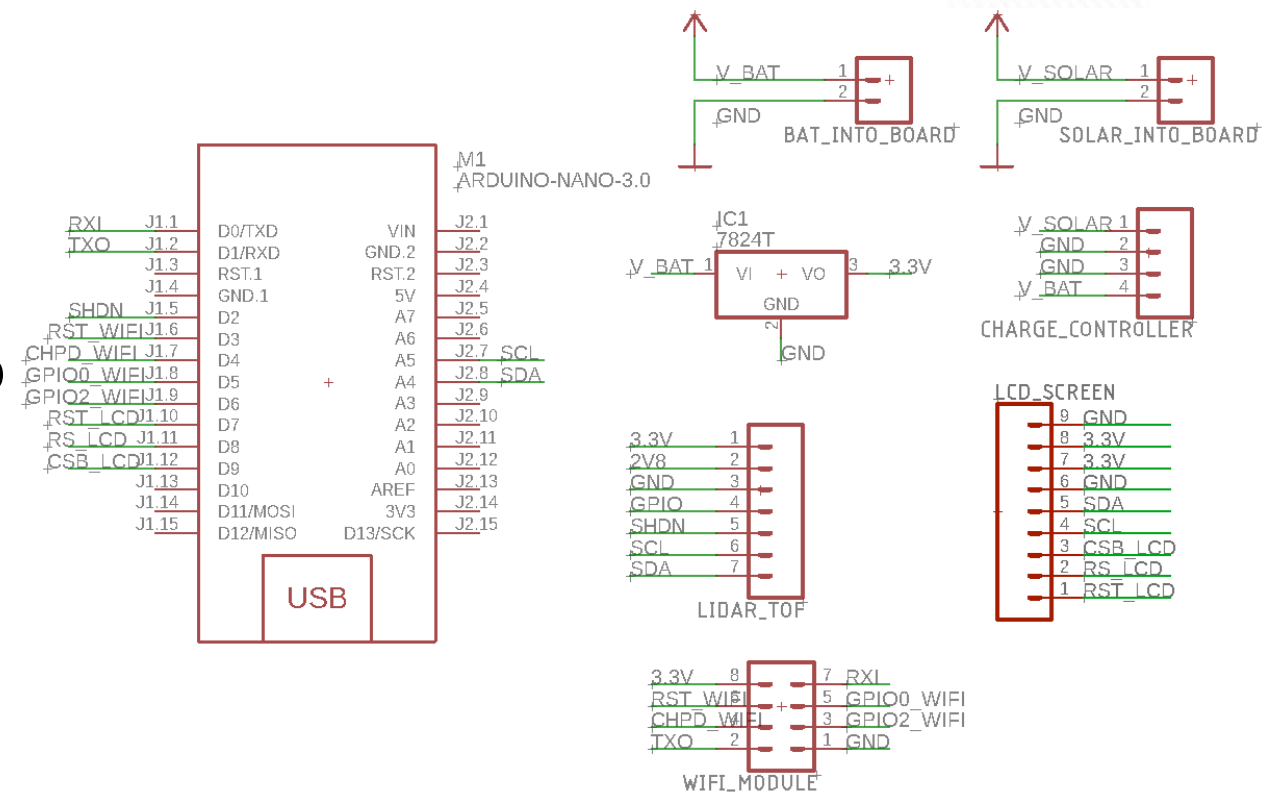 V_BAT 1
2
GND
BAT_INTO_BOARD
V_SOLAR 1
2
GND
SOLAR_INTO_BOARD
M1
ARDUINO-NANO-3.0
RXI J1.1 D0/TXD
TXO J1.2 D1/RXD
J1.3 RST.1
J1.4 GND.1
SHDN J1.5 D2
RST_WIFI J1.6 D3
CHPD_WIFI J1.7 D4
GPIO0_WIFI J1.8 D5
GPIO2_WIFI J1.9 D6
RST_LCD J1.10 D7
RS_LCD J1.11 D8
CSB_LCD J1.12 D9
J1.13 D10
J1.14 D11/MOSI
J1.15 D12/MISO
VIN J2.1
GND.2 J2.2
RST.2 J2.3
5V J2.4
A7 J2.5
A6 J2.6
A5 J2.7 SCL
A4 J2.8 SDA
A3 J2.9
A2 J2.10
A1 J2.11
A0 J2.12
AREF J2.13
3V3 J2.14
D13/SCK J2.15
USB
IC1
7824T
V_BAT 1 VI VO 3 3.3V
GND
2
GND
V_SOLAR 1
GND 2
GND 3
V_BAT 4
CHARGE_CONTROLLER
3.3V 1
2V8 2
GND 3
GPIO 4
SHDN 5
SCL 6
SDA 7
LIDAR_TOF
LCD_SCREEN
9 GND
8 3.3V
7 3.3V
6 GND
5 SDA
4 SCL
3 CSB_LCD
2 RS_LCD
1 RST_LCD
3.3V 8 7 RXI
RST_WIFI 6 5 GPIO0_WIFI
CHPD_WIFI 4 3 GPIO2_WIFI
TXO 2 1 GND
WIFI_MODULE